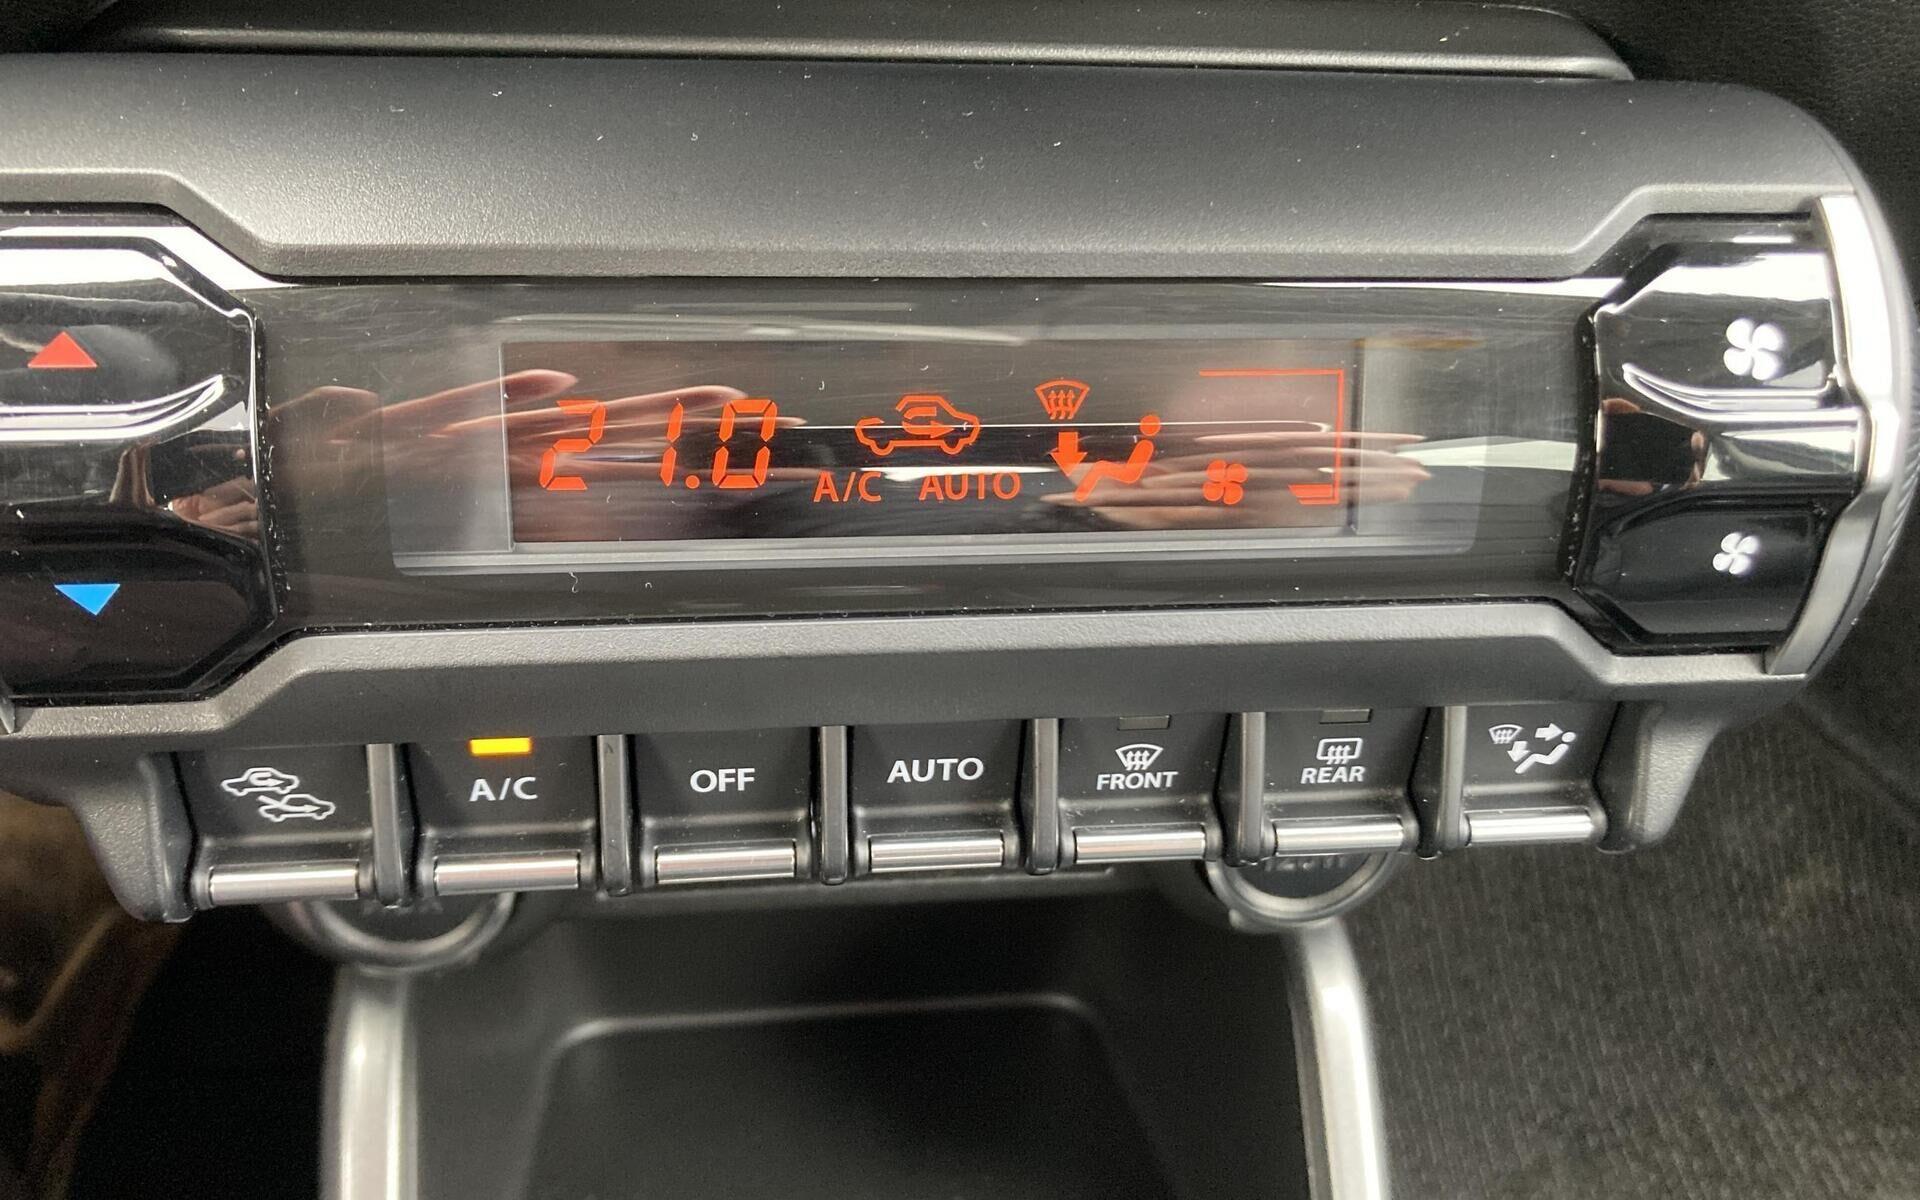 21.0
A/C AUTO
A/C
OFF
AUTO
FRONT
REAR